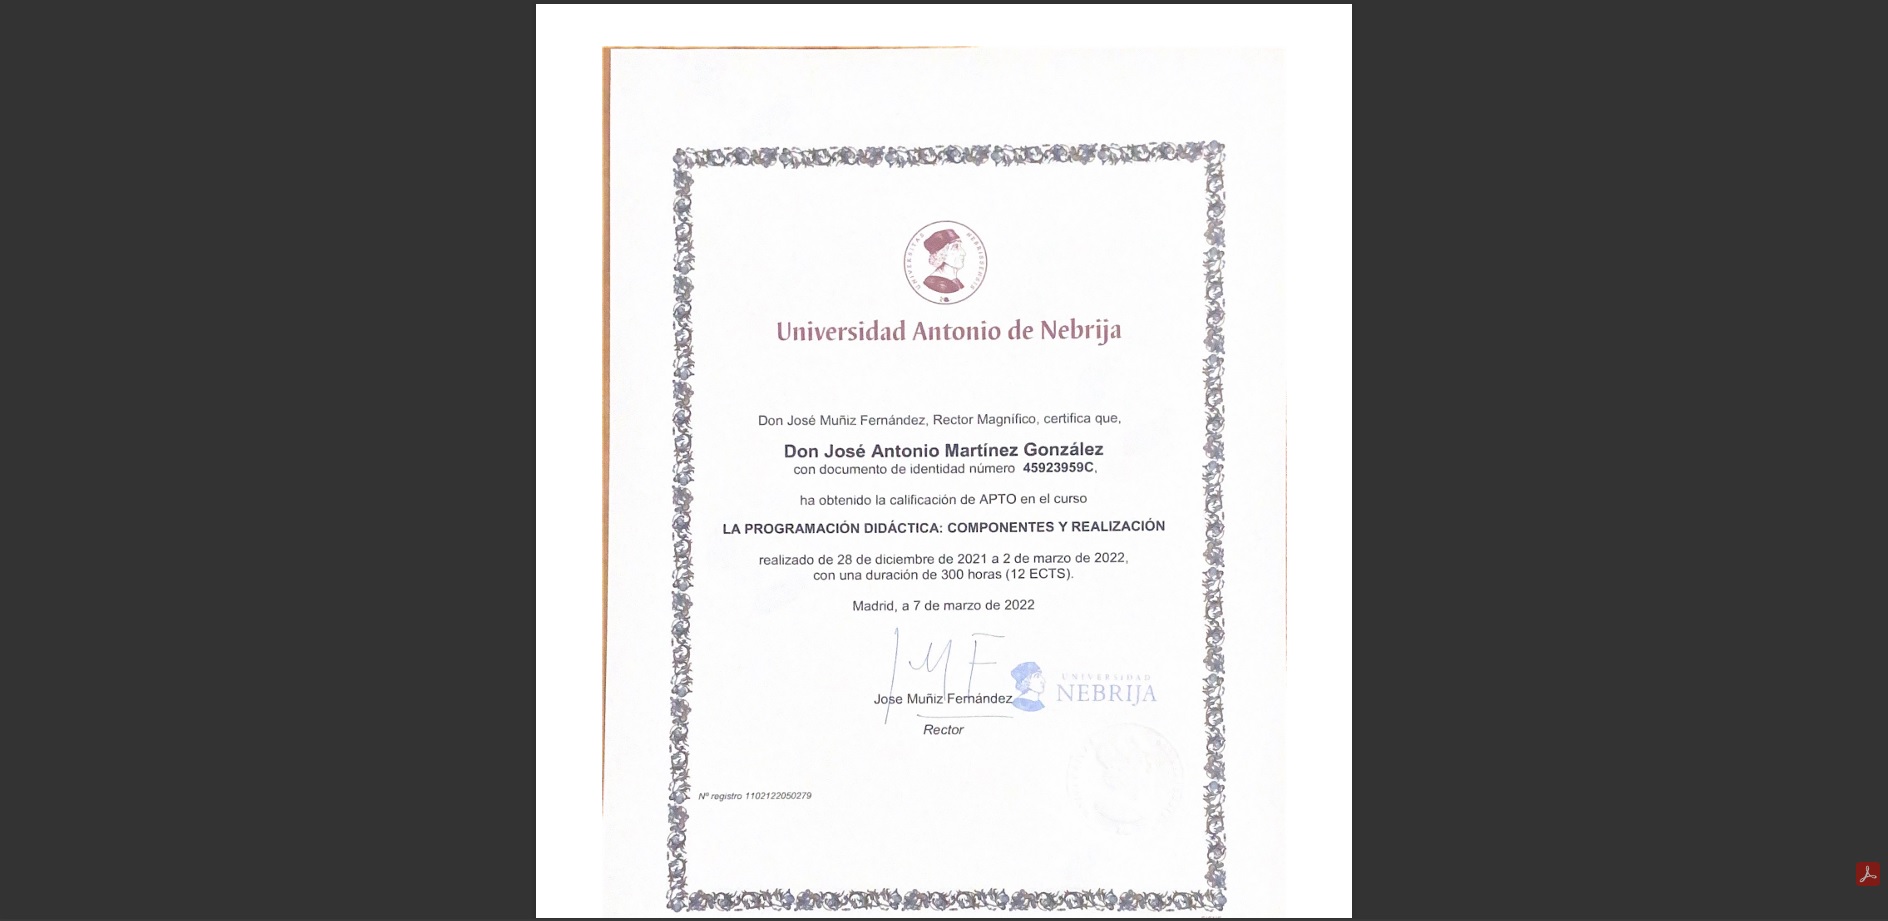 UNIVERSITAS NEBRISSENSIS
Universidad Antonio de Nebrija
Don José Muñiz Fernández, Rector Magnífico, certifica que,
Don José Antonio Martínez González
con documento de identidad número 45923959C,
ha obtenido la calificación de APTO en el curso
LA PROGRAMACIÓN DIDÁCTICA: COMPONENTES Y REALIZACIÓN
realizado de 28 de diciembre de 2021 a 2 de marzo de 2022,
con una duración de 300 horas (12 ECTS).
Madrid, a 7 de marzo de 2022
JMF
Jose Muñiz Fernández
UNIVERSIDAD
NEBRIJA
Rector
Nº registro 1102122050279